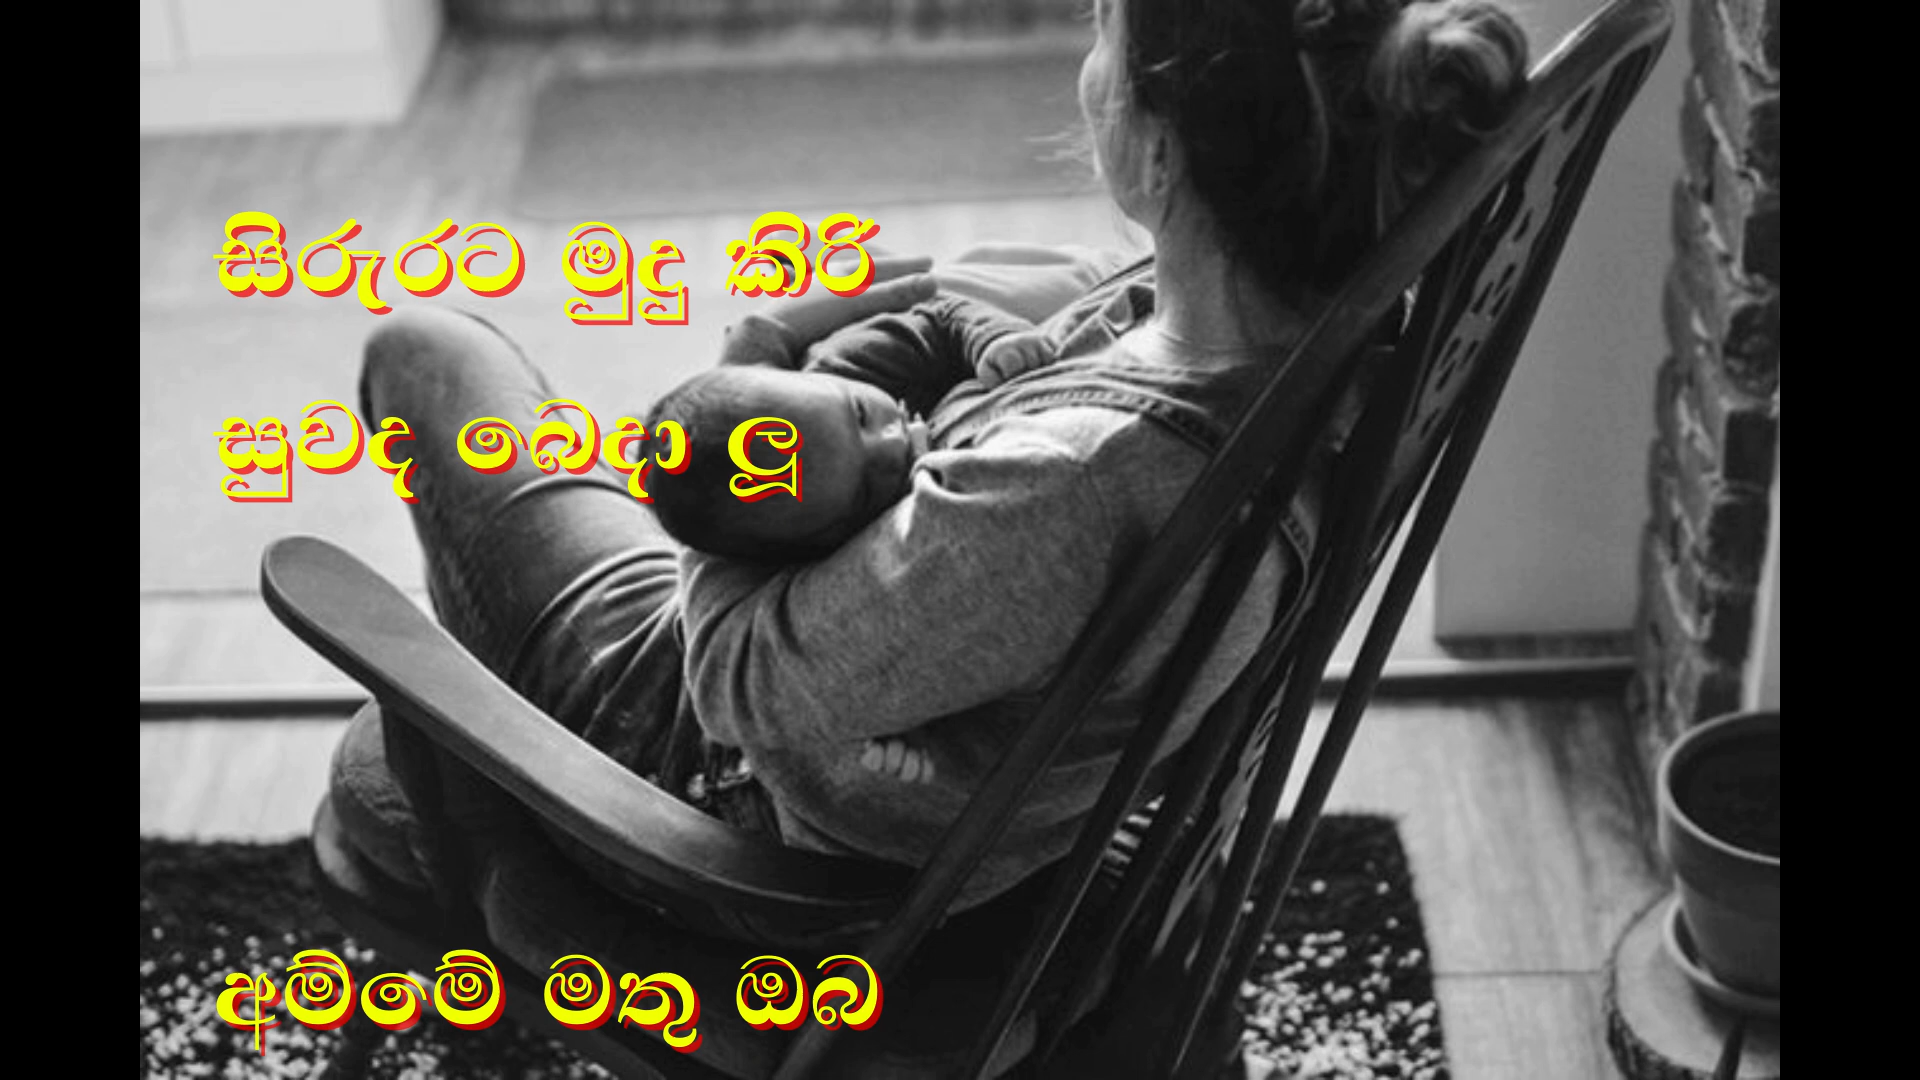 සිරුරට මුදු කිරි
සුවද බෙදා ලූ
අම්මේ මතු ඔබ